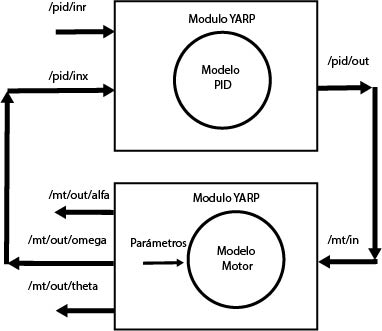 /pid/inr
Modulo YARP
/pid/inx
Modelo
PID
/pid/out
/mt/out/alfa
Modulo YARP
/mt/out/omega
Parámetros
Modelo
Motor
/mt/in
/mt/out/theta